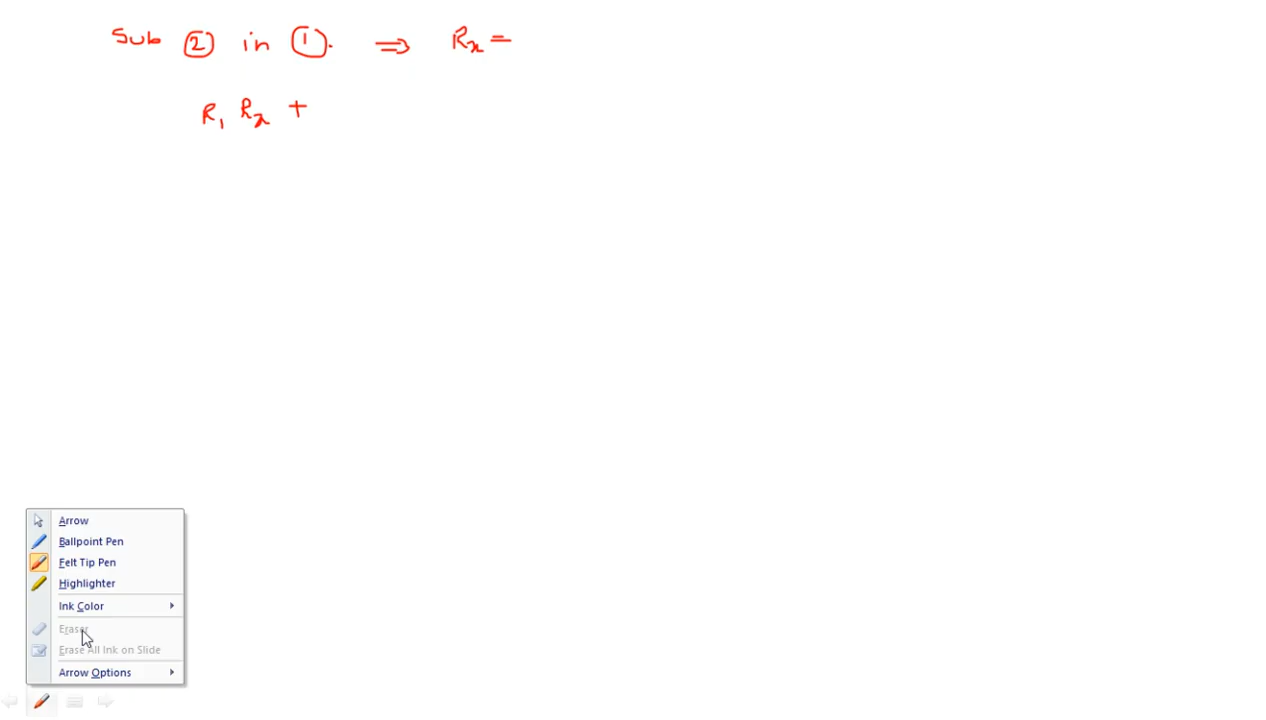 Sub ② in ①. ⇒ Rₓ =
R₁ Rₓ +
Arrow
Ballpoint Pen
Felt Tip Pen
Highlighter
Ink Color
Eraser
Erase All Ink on Slide
Arrow Options